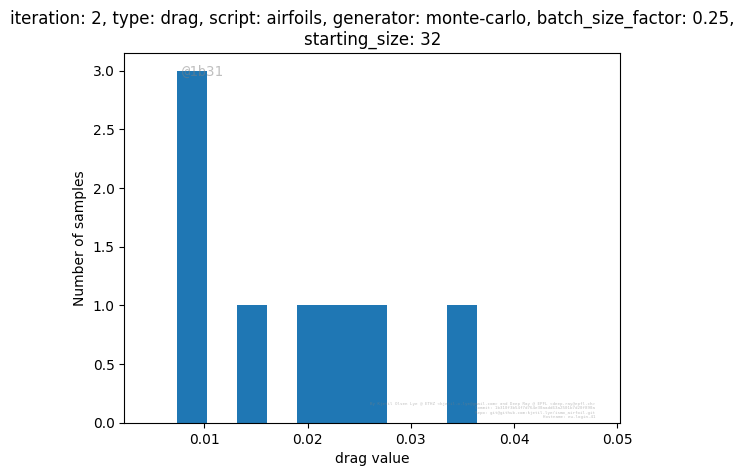 iteration: 2, type: drag, script: airfoils, generator: monte-carlo, batch_size_factor: 0.25,
starting_size: 32
@1b31
3.0
2.5
2.0
1.5
1.0
0.5
0.0
Number of samples
0.01 0.02 0.03 0.04 0.05
drag value